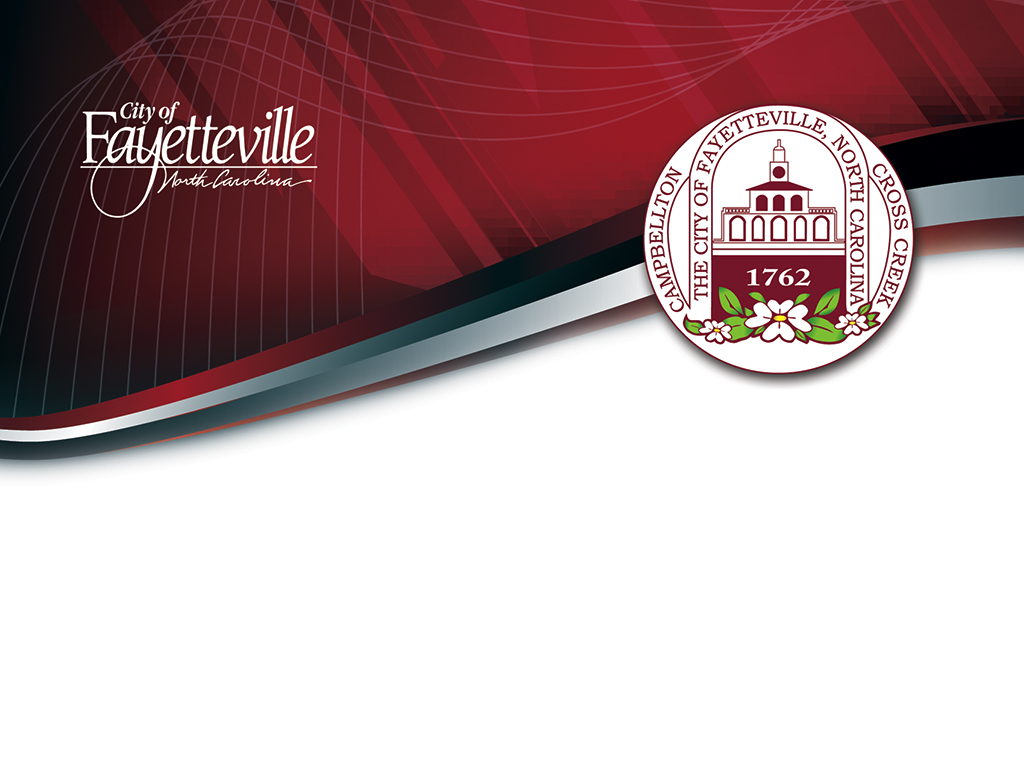 City of
Fayetteville
North Carolina
CAMPBELLTON
THE CITY OF FAYETTEVILLE, NORTH CAROLINA
CROSS CREEK
1762